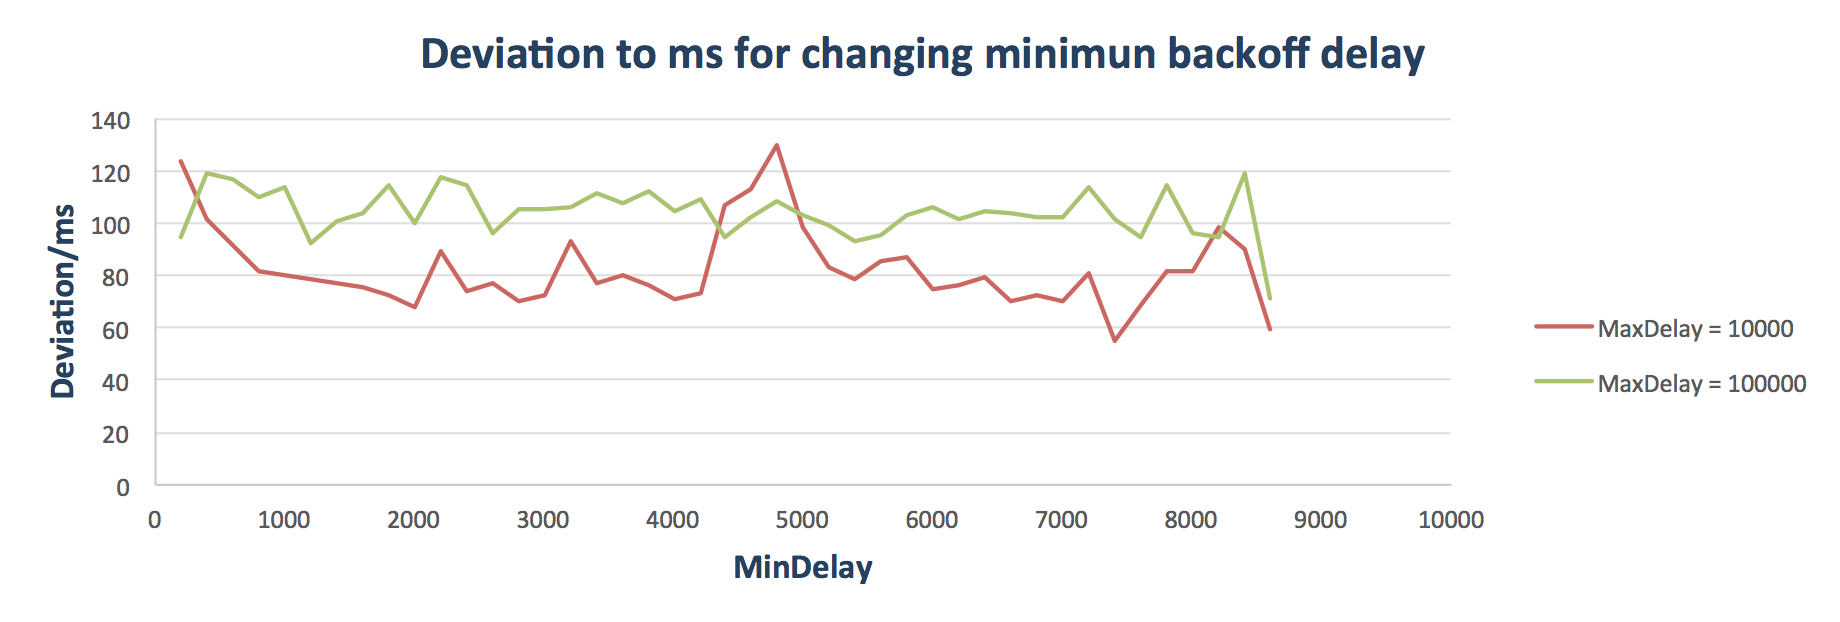 Deviation to ms for changing minimun backoff delay
140
120
100
80
60
40
20
0
Deviation/ms
0 1000 2000 3000 4000 5000 6000 7000 8000 9000 10000
MinDelay
MaxDelay = 10000
MaxDelay = 100000